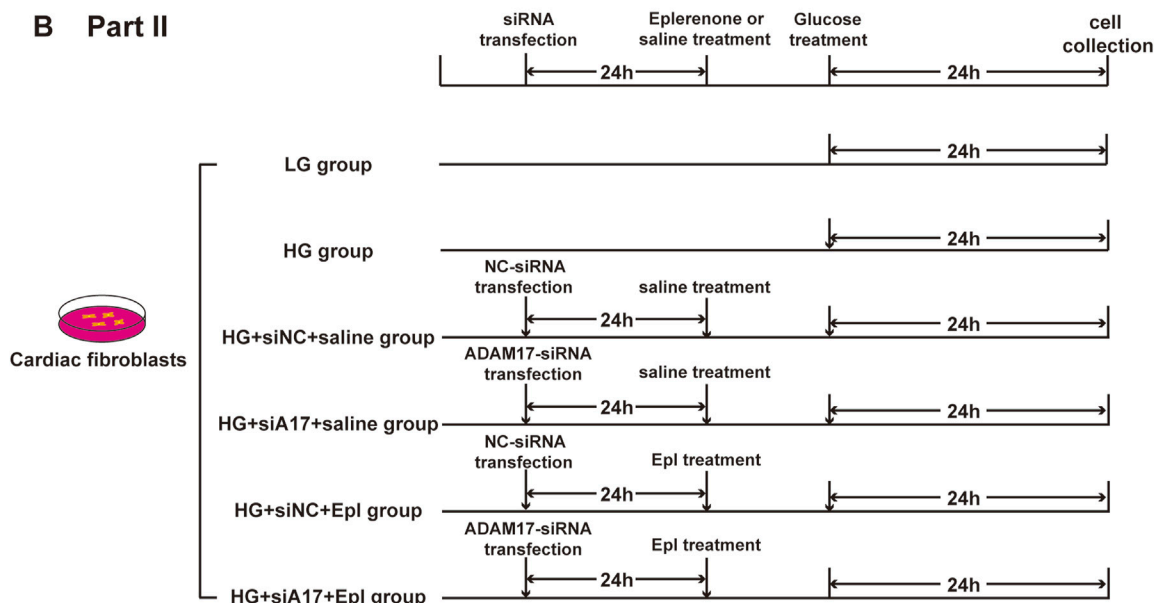 B Part II
siRNA
transfection
Eplerenone or
saline treatment
Glucose
treatment
cell
collection
24h
24h
LG group
24h
HG group
24h
NC-siRNA
transfection
saline treatment
HG+siNC+saline group
24h
24h
Cardiac fibroblasts
ADAM17-siRNA
transfection
saline treatment
HG+siA17+saline group
24h
24h
NC-siRNA
transfection
Epl treatment
HG+siNC+Epl group
24h
24h
ADAM17-siRNA
transfection
Epl treatment
HG+siA17+Epl group
24h
24h